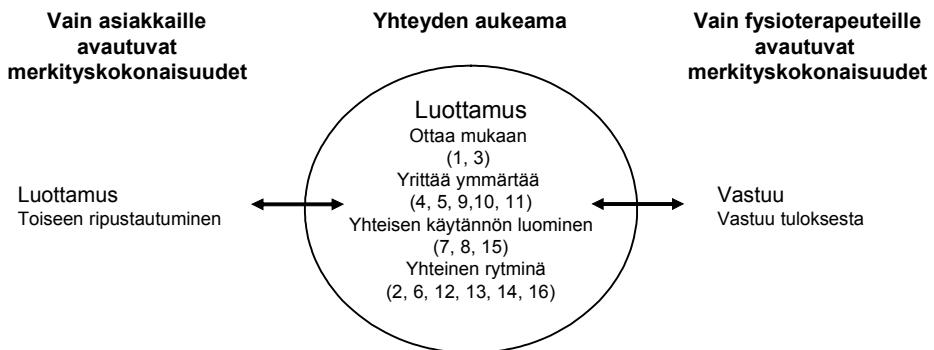 Vain asiakkaille
avautuvat
merkityskokonaisuudet
Yhteyden aukeama
Vain fysioterapeuteille
avautuvat
merkityskokonaisuudet
Luottamus
Toiseen ripustautuminen
Luottamus
Ottaa mukaan
(1, 3)
Yrittää ymmärtää
(4, 5, 9,10, 11)
Yhteisen käytännön luominen
(7, 8, 15)
Yhteinen rytminä
(2, 6, 12, 13, 14, 16)
Vastuu
Vastuu tuloksesta